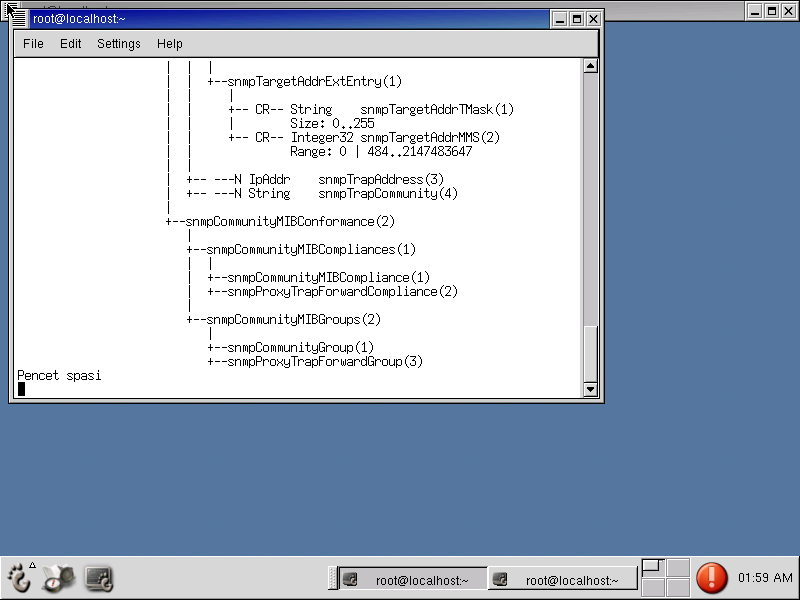 root@localhost:~
File Edit Settings Help
| | |
| | +--snmpTargetAddrExtEntry(1)
| | |
| | +-- CR-- String snmpTargetAddrTMask(1)
| | | Size: 0..255
| | +-- CR-- Integer32 snmpTargetAddrMMS(2)
| | Range: 0 | 484..2147483647
| |
| +-- ---N IpAddr snmpTrapAddress(3)
| +-- ---N String snmpTrapCommunity(4)
|
+--snmpCommunityMIBConformance(2)
|
+--snmpCommunityMIBCompliances(1)
| |
| +--snmpCommunityMIBCompliance(1)
| +--snmpProxyTrapForwardCompliance(2)
|
+--snmpCommunityMIBGroups(2)
|
+--snmpCommunityGroup(1)
+--snmpProxyTrapForwardGroup(3)
Pencet spasi
root@localhost:~ root@localhost:~ 01:59 AM